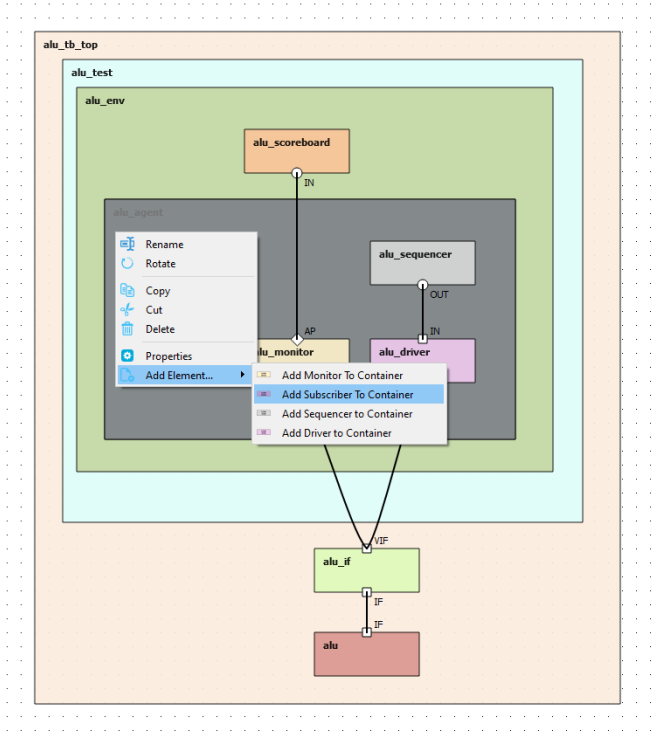 alu_tb_top
alu_test
alu_env
alu_scoreboard
IN
alu_agent
Rename
Rotate
Copy
Cut
Delete
Properties
Add Element...
alu_sequencer
OUT
AP
IN
alu_monitor
alu_driver
Add Monitor To Container
Add Subscriber To Container
Add Sequencer to Container
Add Driver to Container
VIF
alu_if
IF
IF
alu